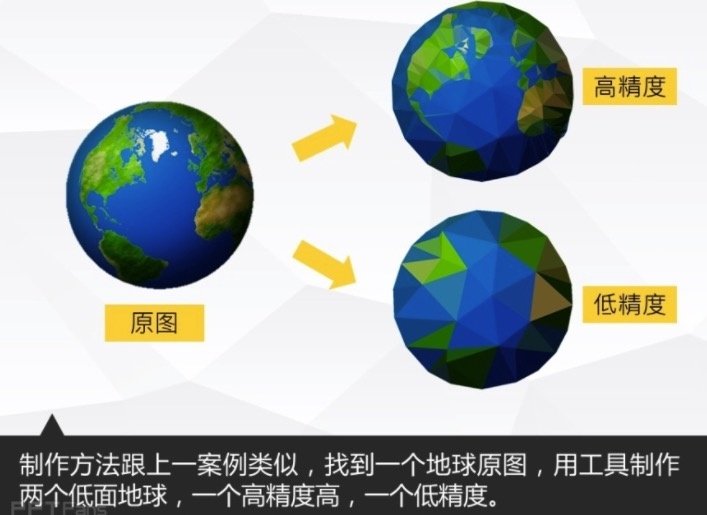 高精度
原图
低精度
制作方法跟上一案例类似，找到一个地球原图，用工具制作
两个低面地球，一个高精度高，一个低精度。
PPTFans